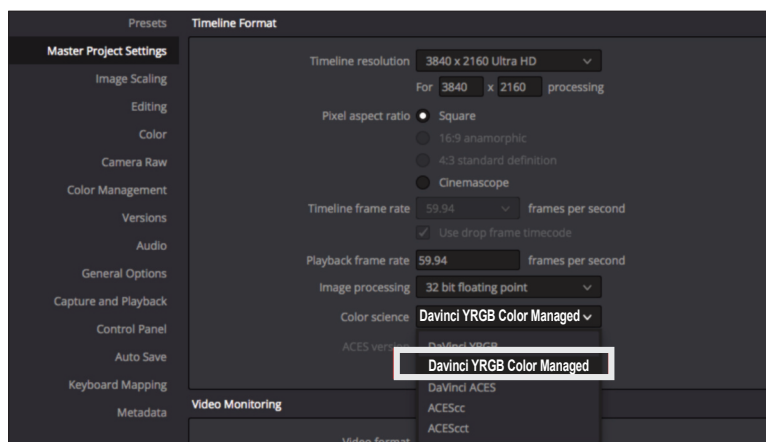 Presets
Master Project Settings
Image Scaling
Editing
Color
Camera Raw
Color Management
Versions
Audio
General Options
Capture and Playback
Control Panel
Auto Save
Keyboard Mapping
Metadata
Timeline Format
Timeline resolution 3840 x 2160 Ultra HD
For 3840 x 2160 processing
Pixel aspect ratio Square
16:9 anamorphic
4:3 standard definition
Cinemascope
Timeline frame rate 59.94 frames per second
Use drop frame timecode
Playback frame rate 59.94 frames per second
Image processing 32 bit floating point
Color science Davinci YRGB Color Managed
ACES version DaVinci YRGB
Davinci YRGB Color Managed
DaVinci ACES
ACEScc
ACEScct
Video Monitoring
Video format